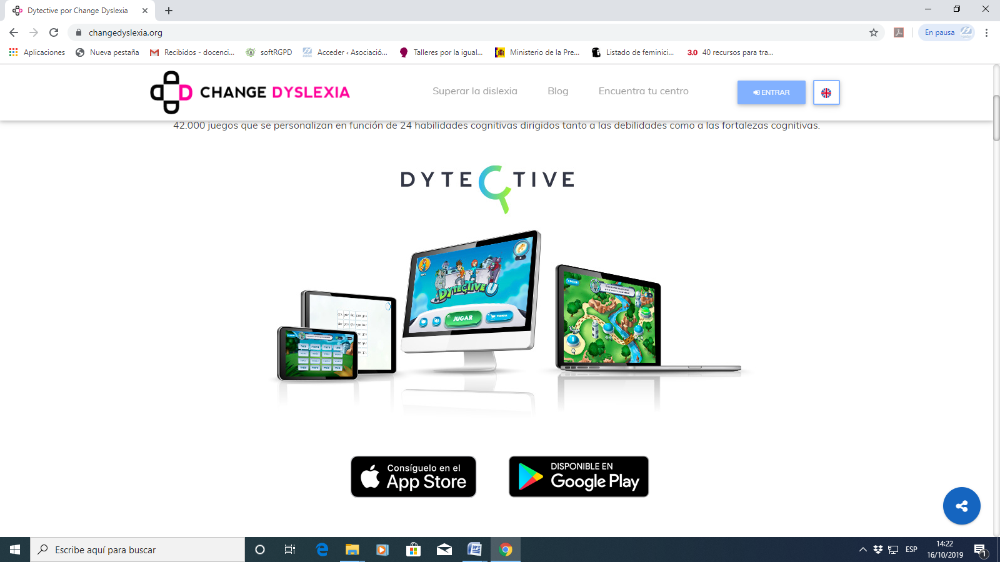 Dytective por Change Dyslexia
changedyslexia.org
En pausa
Aplicaciones
Nueva pestaña
Recibidos - docenci...
softRGPD
Acceder ‹ Asociació...
Talleres por la igual...
Ministerio de la Pre...
Listado de feminici...
3.0 40 recursos para tra...
CHANGE DYSLEXIA
Superar la dislexia
Blog
Encuentra tu centro
ENTRAR
42.000 juegos que se personalizan en función de 24 habilidades cognitivas dirigidos tanto a las debilidades como a las fortalezas cognitivas.
DYTECTIVE
DYTECTIVE U
JUGAR
TIENDA
Consíguelo en el
App Store
DISPONIBLE EN
Google Play
Escribe aquí para buscar
ESP
14:22
16/10/2019
1